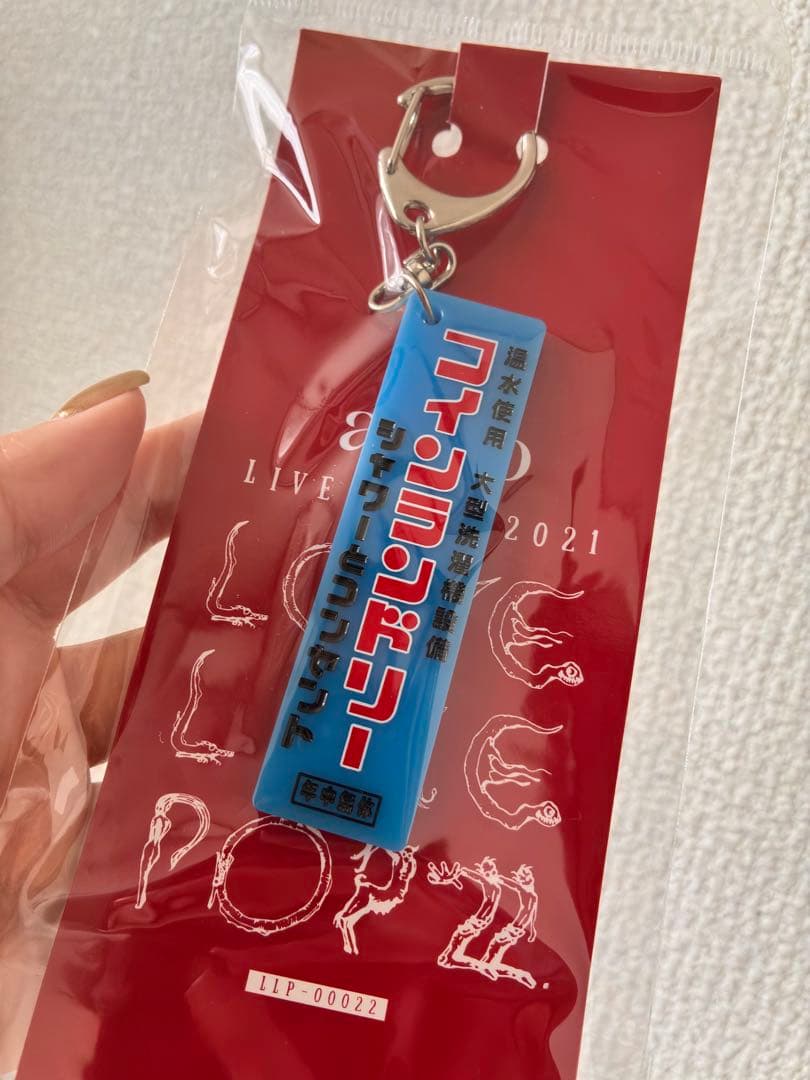 温水使用 大型洗濯機設備
コインランドリー
シャワーとコンセント
年中無休
LIVE 2021
POP22.
LLP-00022